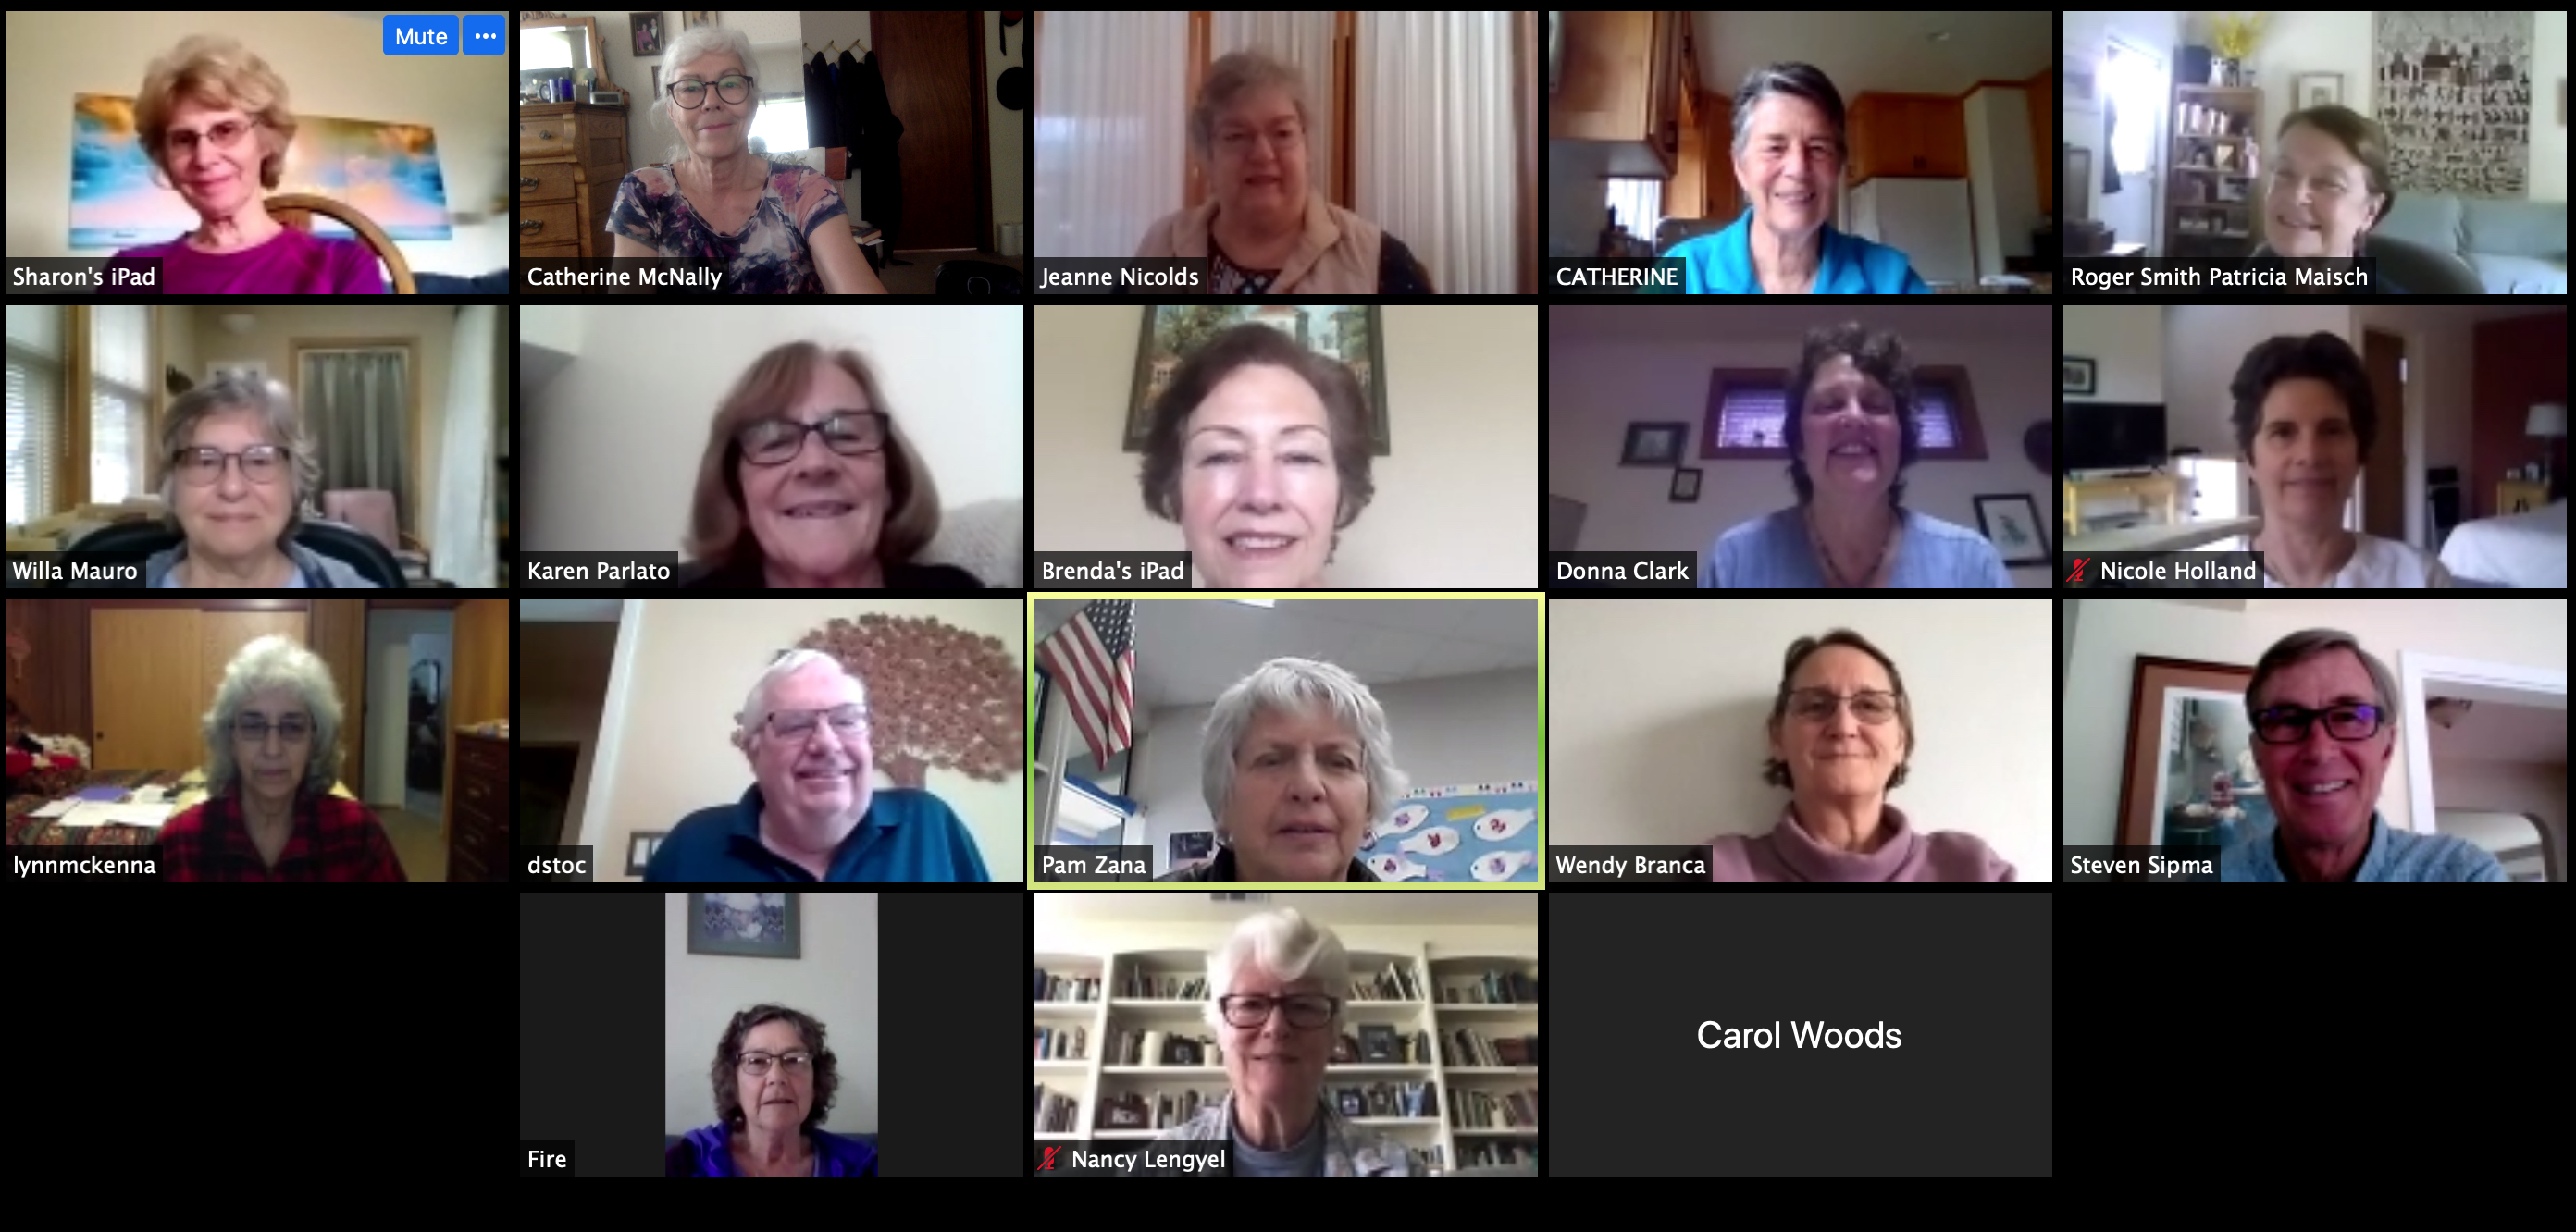 Mute ...
Sharon's iPad
Catherine McNally
Jeanne Nicolds
CATHERINE
Roger Smith Patricia Maisch
Willa Mauro
Karen Parlato
Brenda's iPad
Donna Clark
Nicole Holland
lynnmckenna
dstoc
Pam Zana
Wendy Branca
Steven Sipma
Fire
Nancy Lengyel
Carol Woods